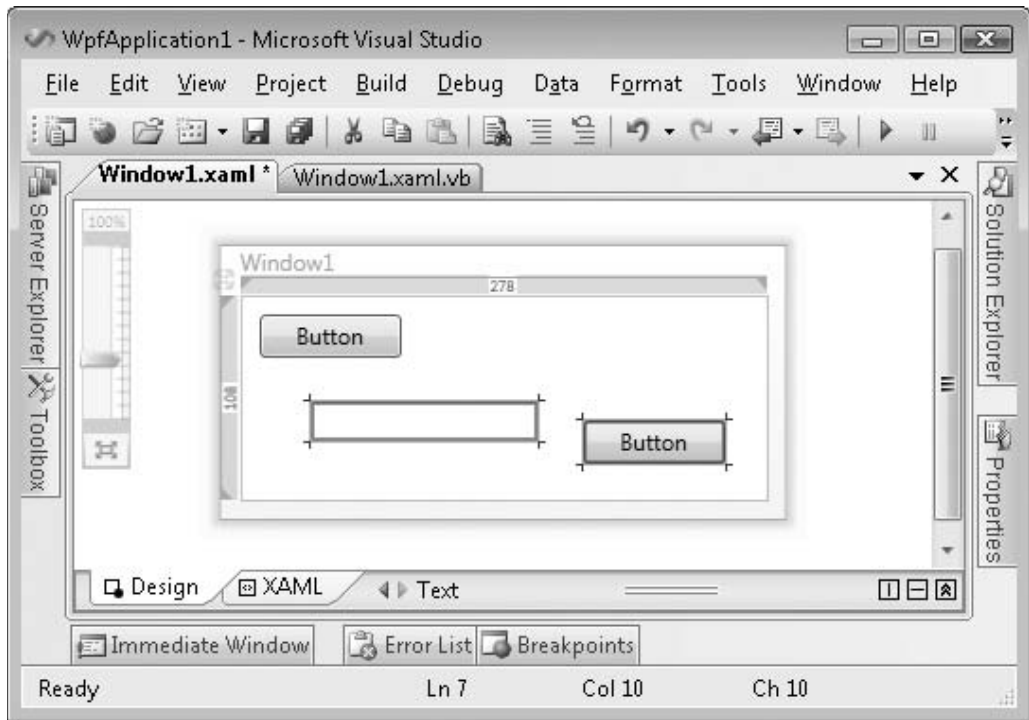 WpfApplication1 - Microsoft Visual Studio
File Edit View Project Build Debug Data Format Tools Window Help
Window1.xaml * Window1.xaml.vb
Server Explorer
Toolbox
100%
Window1
278
108
Button
Button
Solution Explorer
Properties
Design XAML Text
Immediate Window Error List Breakpoints
Ready Ln 7 Col 10 Ch 10